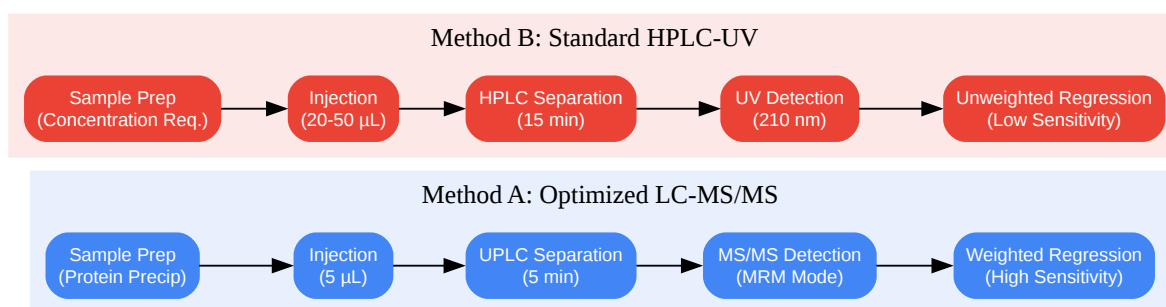 Method B: Standard HPLC-UV
Sample Prep
(Concentration Req.)
Injection
(20-50 µL)
HPLC Separation
(15 min)
UV Detection
(210 nm)
Unweighted Regression
(Low Sensitivity)
Method A: Optimized LC-MS/MS
Sample Prep
(Protein Precip)
Injection
(5 µL)
UPLC Separation
(5 min)
MS/MS Detection
(MRM Mode)
Weighted Regression
(High Sensitivity)